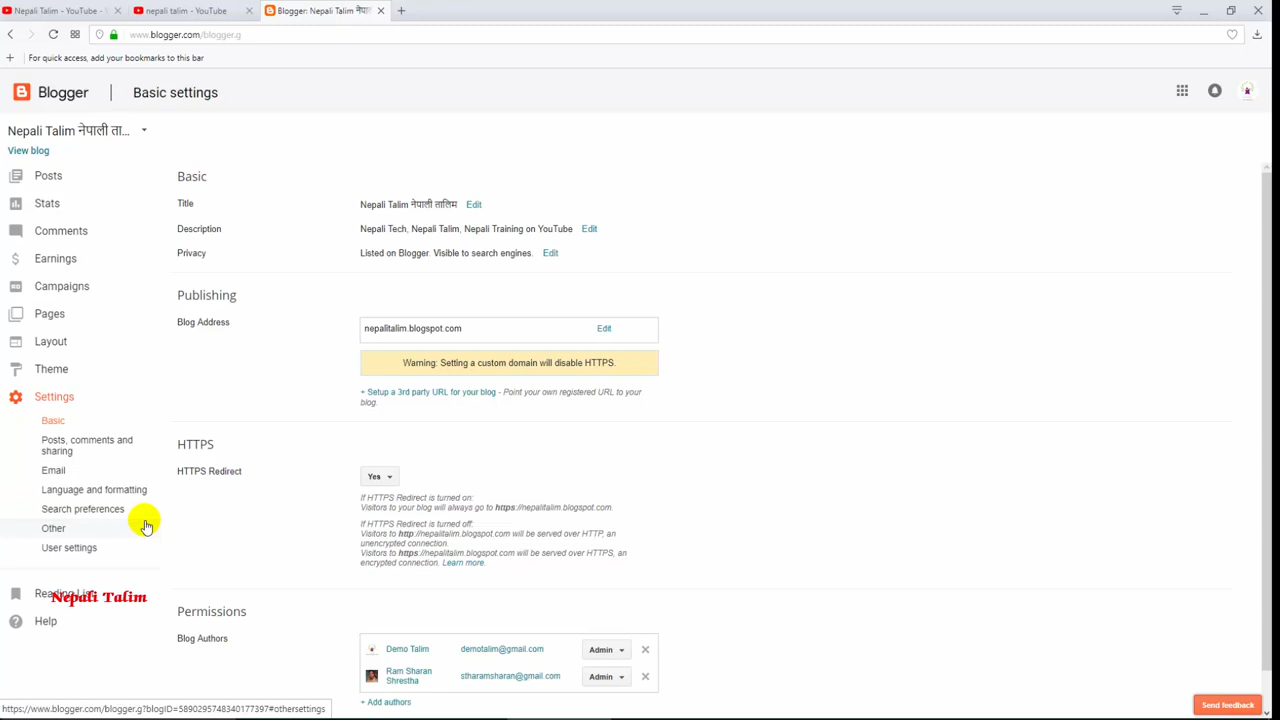 Nepali Talim - YouTube -
nepali talim - YouTube
Blogger: Nepali Talim नेपा
www.blogger.com/blogger.g
For quick access, add your bookmarks to this bar
Blogger
Basic settings
Nepali Talim नेपाली ता...
View blog
Posts
Stats
Comments
Earnings
Campaigns
Pages
Layout
Theme
Settings
Basic
Posts, comments and
sharing
Email
Language and formatting
Search preferences
Other
User settings
Reading List
Nepali Talim
Help
Basic
Title
Nepali Talim नेपाली तालिम Edit
Description
Nepali Tech, Nepali Talim, Nepali Training on YouTube Edit
Privacy
Listed on Blogger. Visible to search engines. Edit
Publishing
Blog Address
nepalitalim.blogspot.com Edit
Warning: Setting a custom domain will disable HTTPS.
+ Setup a 3rd party URL for your blog - Point your own registered URL to your
blog.
HTTPS
HTTPS Redirect
Yes
If HTTPS Redirect is turned on:
Visitors to your blog will always go to https://nepalitalim.blogspot.com.
If HTTPS Redirect is turned off:
Visitors to http://nepalitalim.blogspot.com will be served over HTTP, an
unencrypted connection.
Visitors to https://nepalitalim.blogspot.com will be served over HTTPS, an
encrypted connection. Learn more.
Permissions
Blog Authors
Demo Talim demotalim@gmail.com Admin
Ram Sharan
Shrestha
stharamsharan@gmail.com Admin
+ Add authors
https://www.blogger.com/blogger.g?blogID=5890295748340177397#othersettings
Send feedback